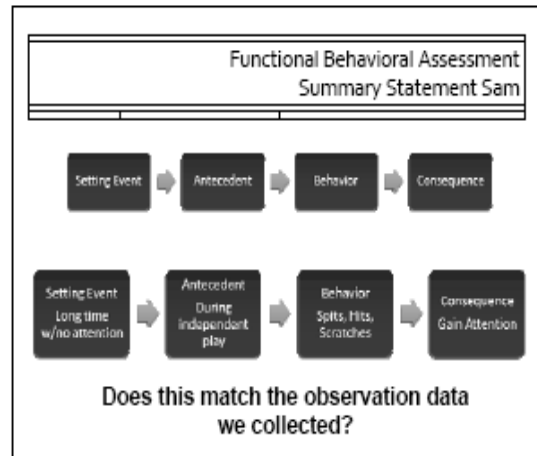 Functional Behavioral Assessment
Summary Statement Sam
Setting Event
Antecedent
Behavior
Consequence
Setting Event
Long time
w/no attention
Antecedent
During
independent
play
Behavior
Spits, Hits,
Scratches
Consequence
Gain Attention
Does this match the observation data
we collected?